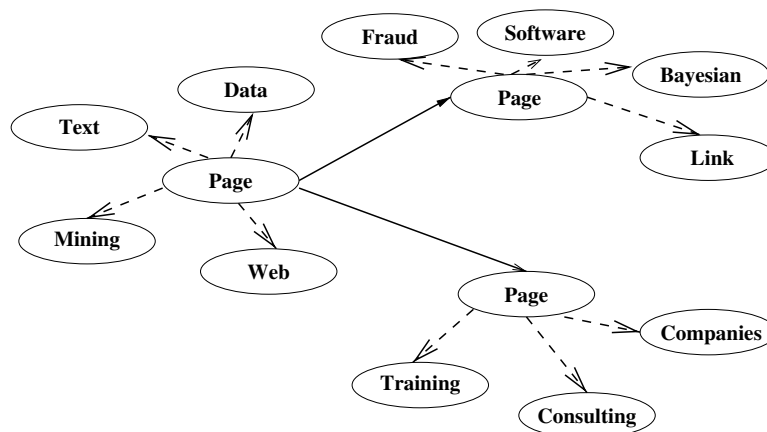 Fraud
Software
Bayesian
Page
Link
Data
Text
Page
Mining
Web
Page
Companies
Training
Consulting